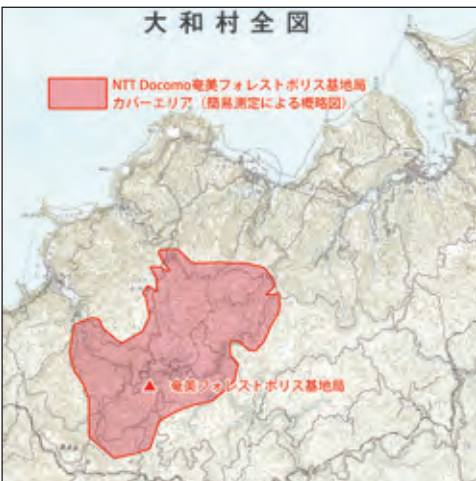 大和村全図
NTT Docomo奄美フォレストポリス基地局
カバーエリア（簡易測定による概略図）
奄美フォレストポリス基地局